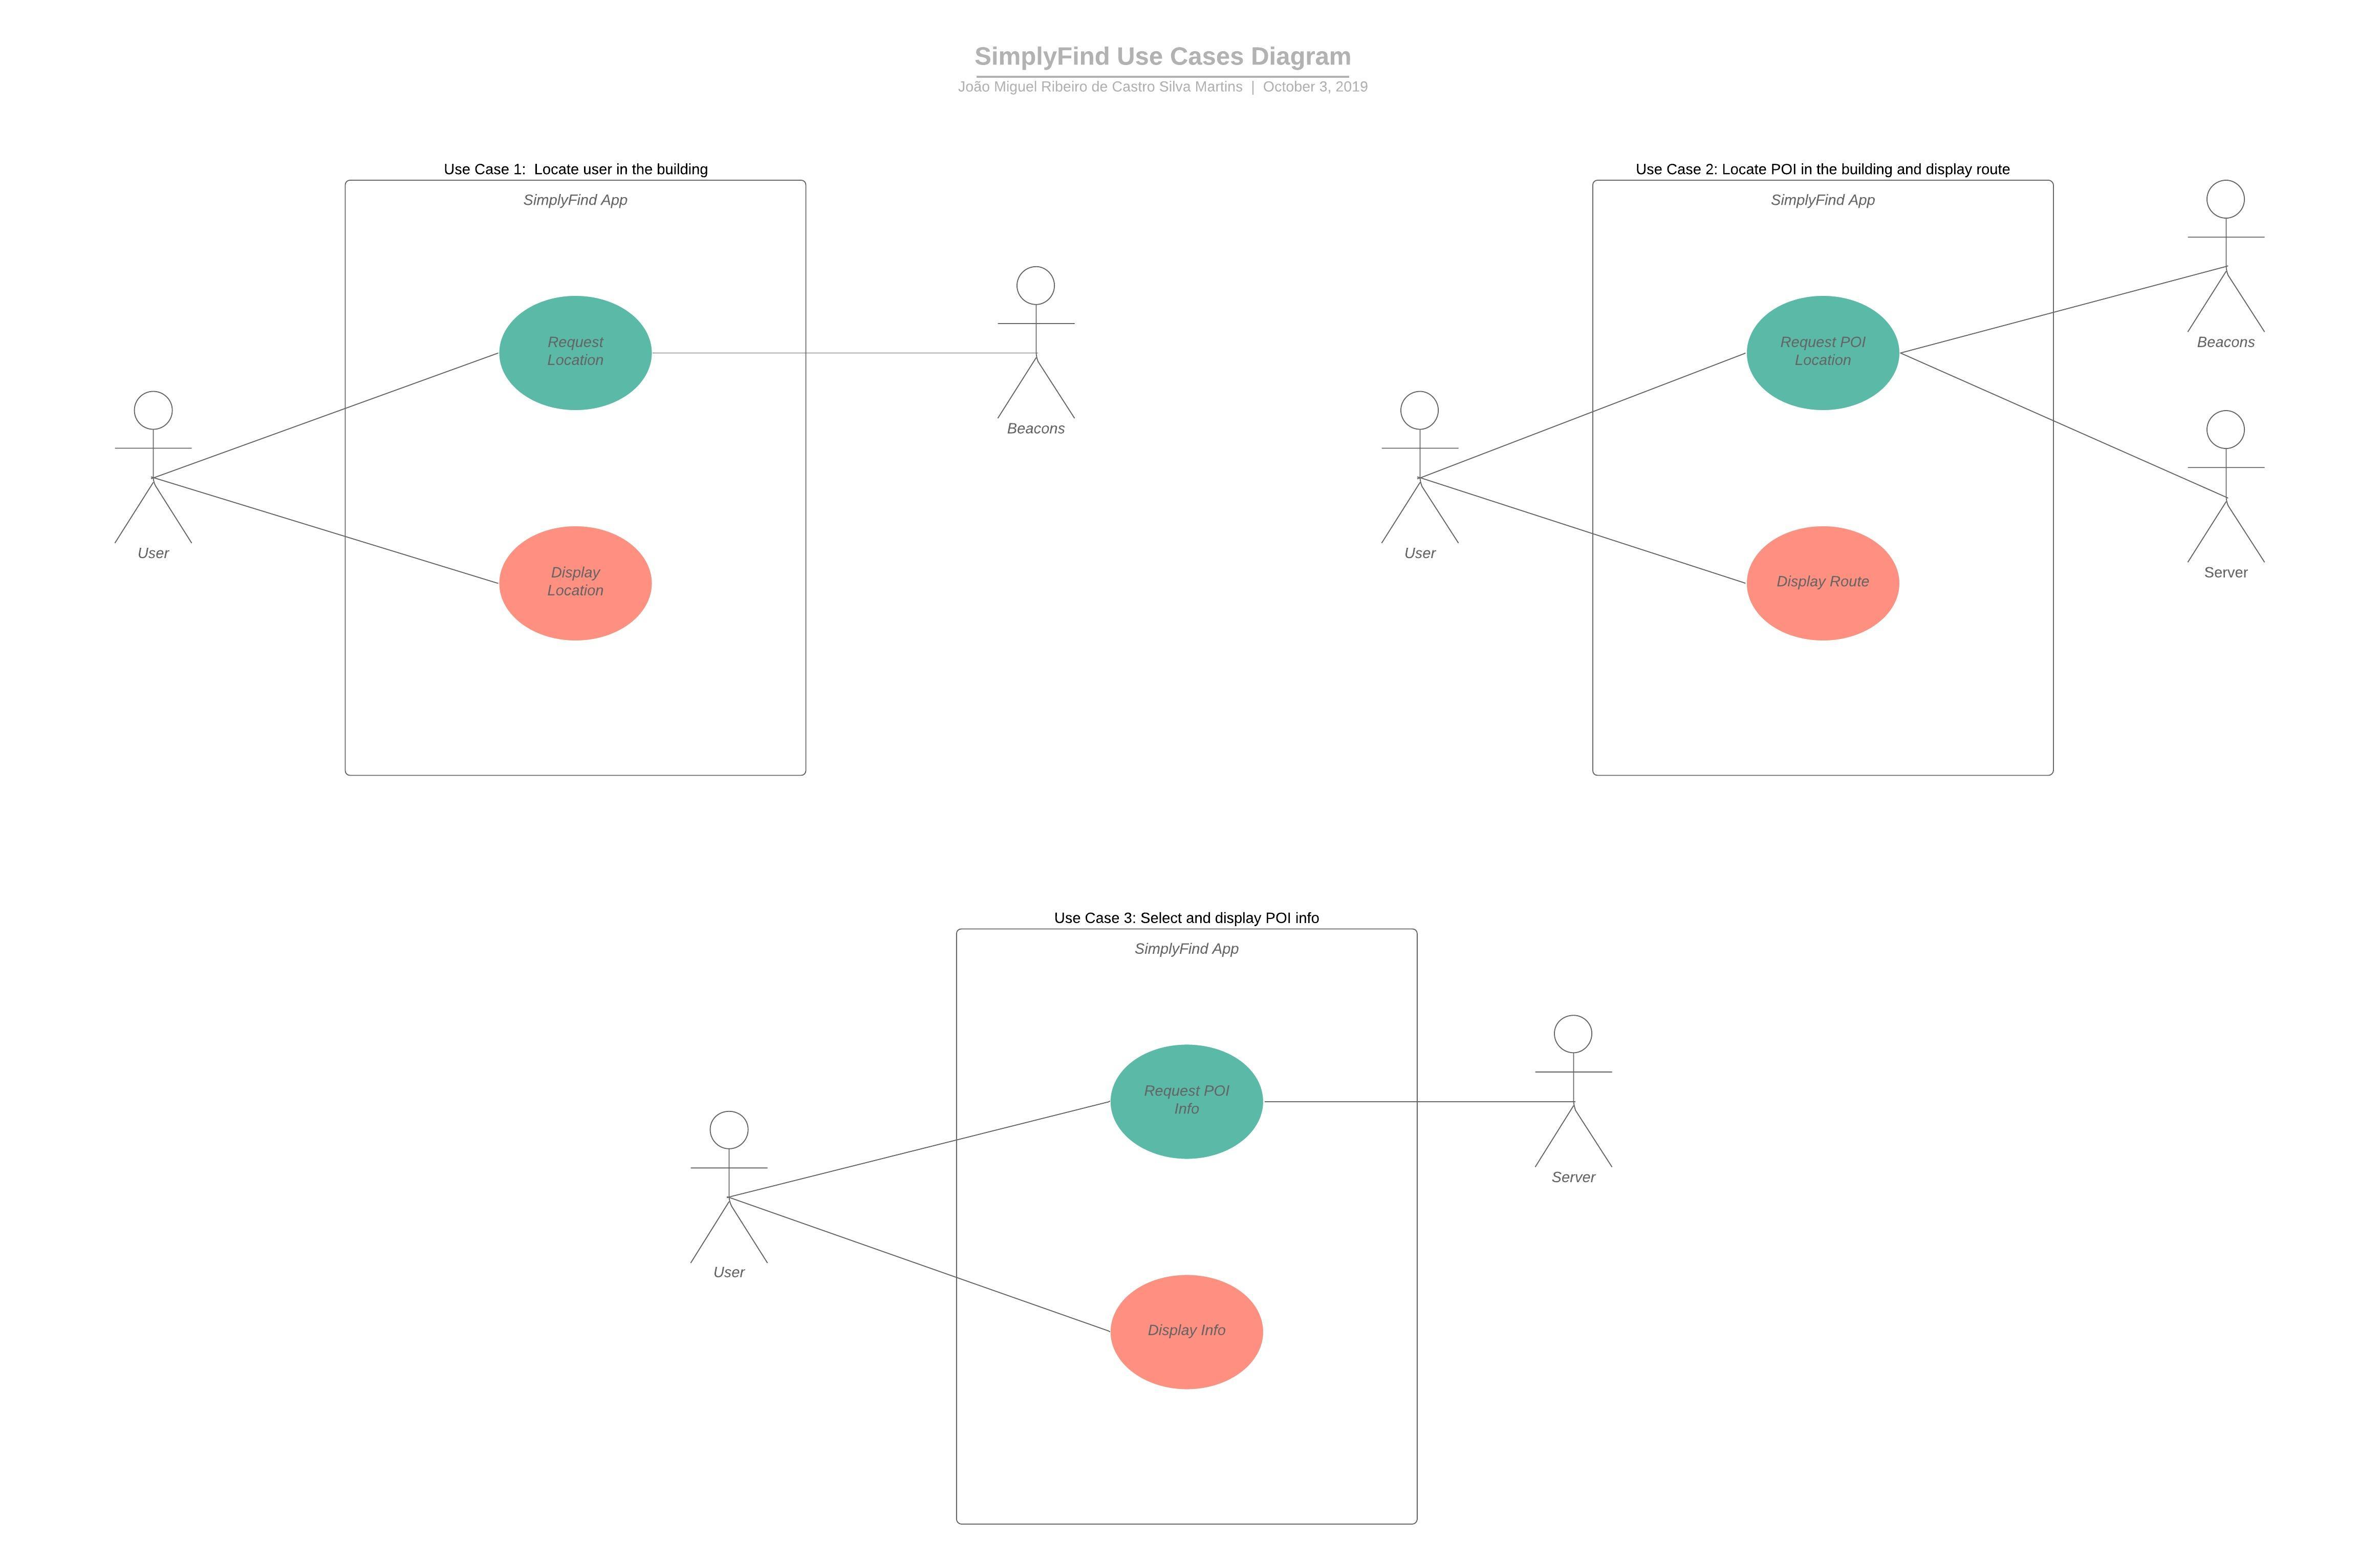 SimplyFind Use Cases Diagram
João Miguel Ribeiro de Castro Silva Martins | October 3, 2019
Use Case 1:  Locate user in the building
SimplyFind App
Request
Location
Beacons
User
Display
Location
Use Case 2: Locate POI in the building and display route
SimplyFind App
Beacons
Request POI
Location
User
Server
Display Route
Use Case 3: Select and display POI info
SimplyFind App
Request POI
Info
Server
User
Display Info